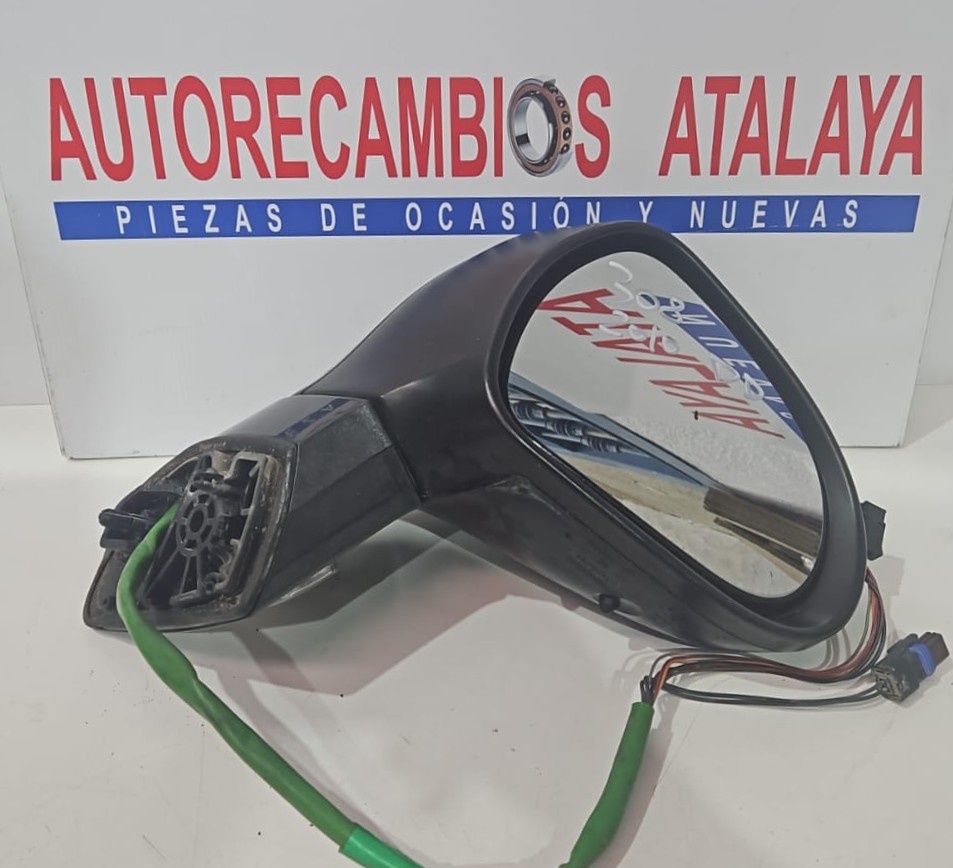 AUTORECAMBIOS ATALAYA
PIEZAS DE OCASIÓN Y NUEVAS